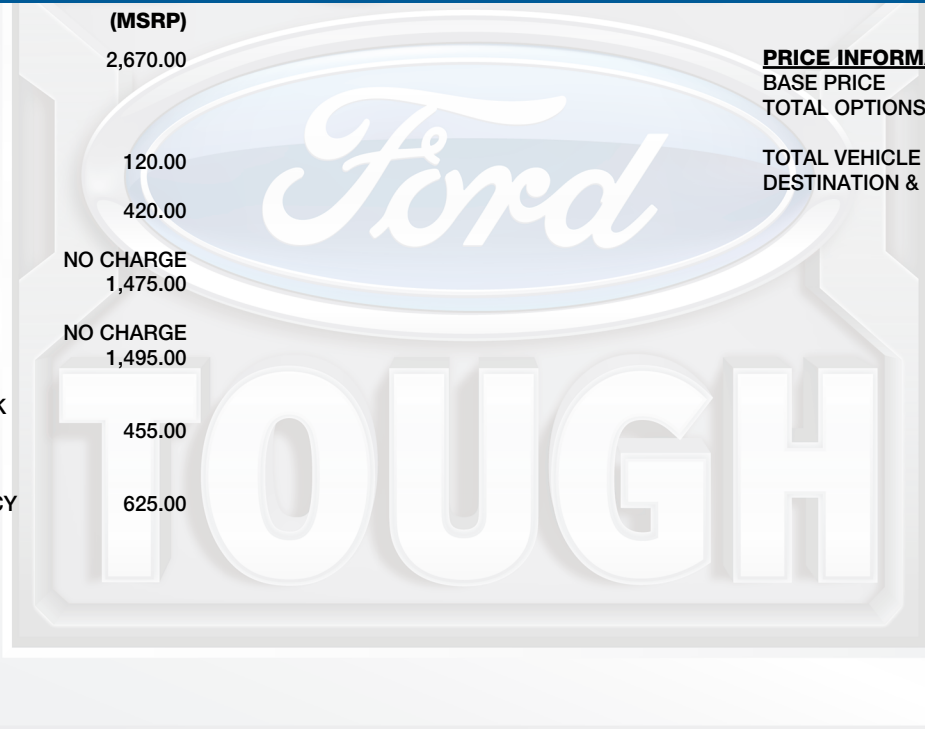 (MSRP)
2,670.00
120.00
420.00
NO CHARGE
1,475.00
NO CHARGE
1,495.00
K
455.00
CY
625.00
PRICE INFORMA
BASE PRICE
TOTAL OPTIONS
TOTAL VEHICLE
DESTINATION &
Ford
TOUGH